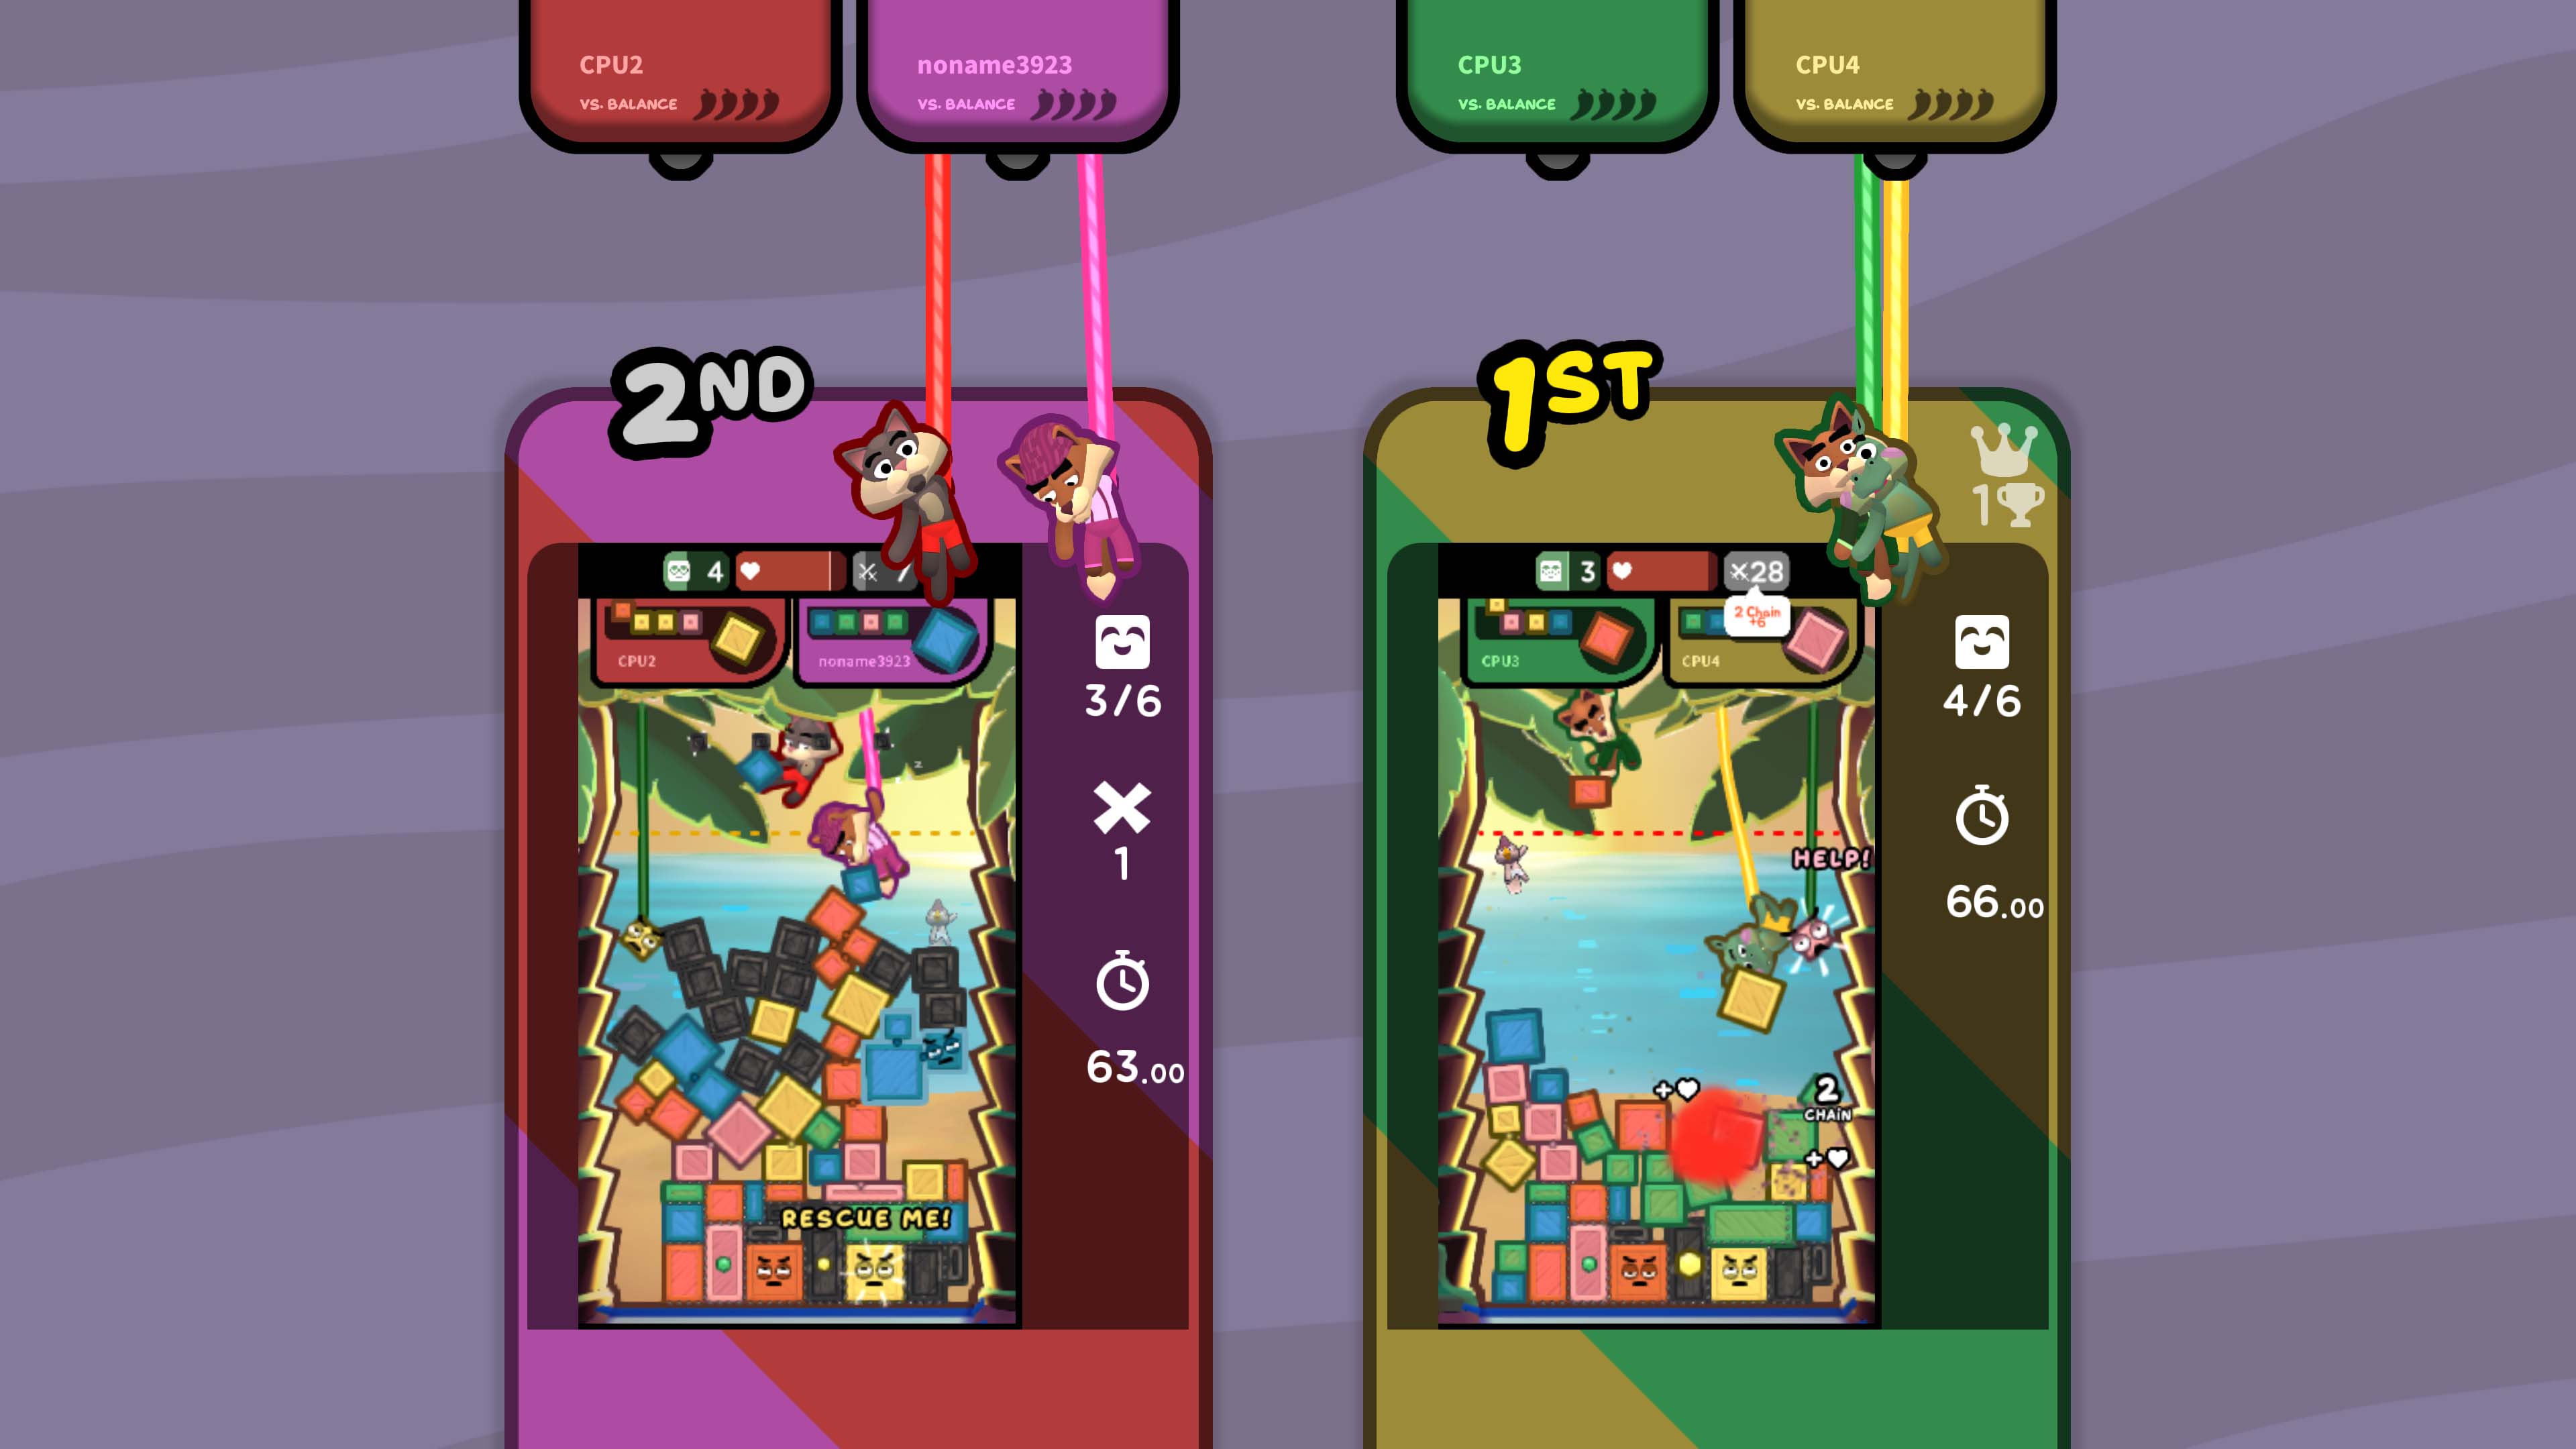 CPU2
VS. BALANCE
noname3923
VS. BALANCE
CPU3
VS. BALANCE
CPU4
VS. BALANCE
2ND
4
7
CPU2
noname3923
RESCUE ME!
3/6
1
63.00
1ST
1
3
28
2 Chain
+6
CPU3
CPU4
HELP!
+
2
CHAIN
+
4/6
66.00